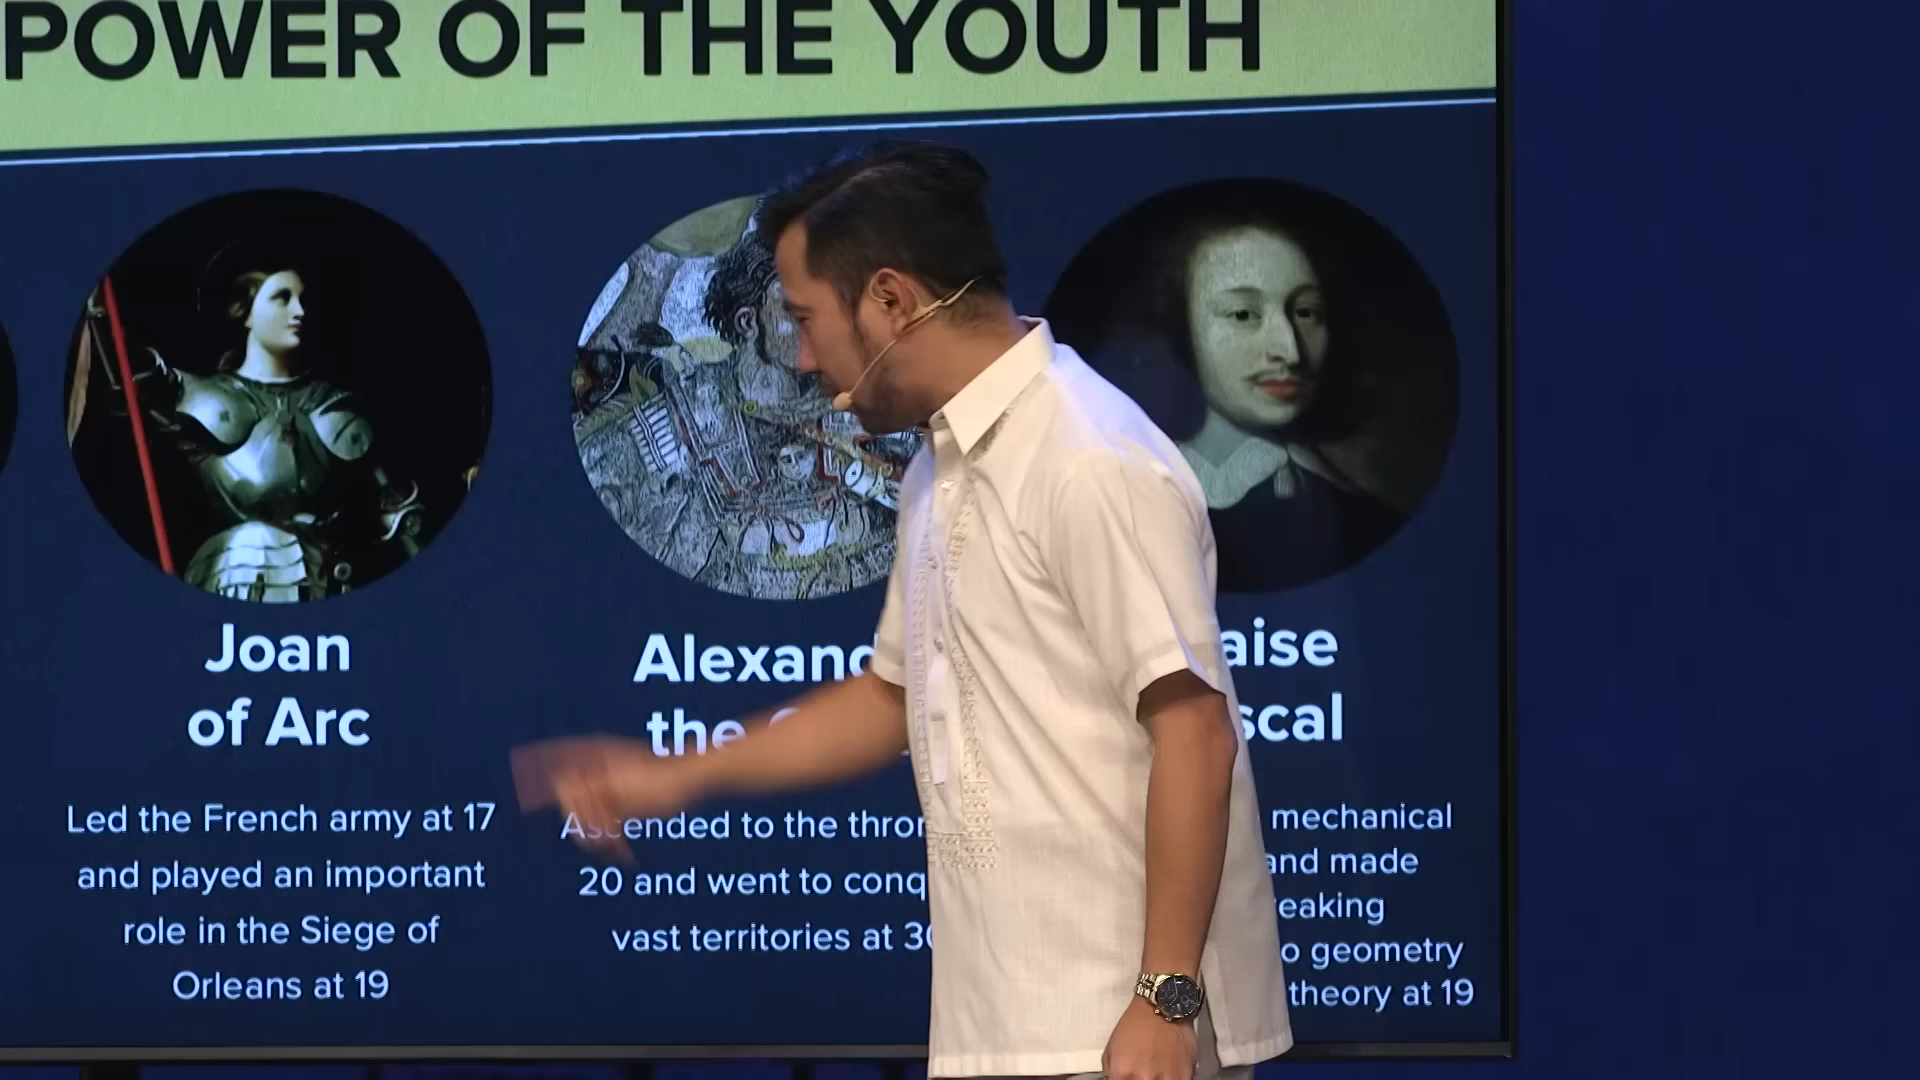 POWER OF THE YOUTH
Joan
of Arc
Led the French army at 17
and played an important
role in the Siege of
Orleans at 19
Alexand
the
Ascended to the thron
20 and went to conq
vast territories at 30
aise
scal
mechanical
and made
reaking
o geometry
theory at 19